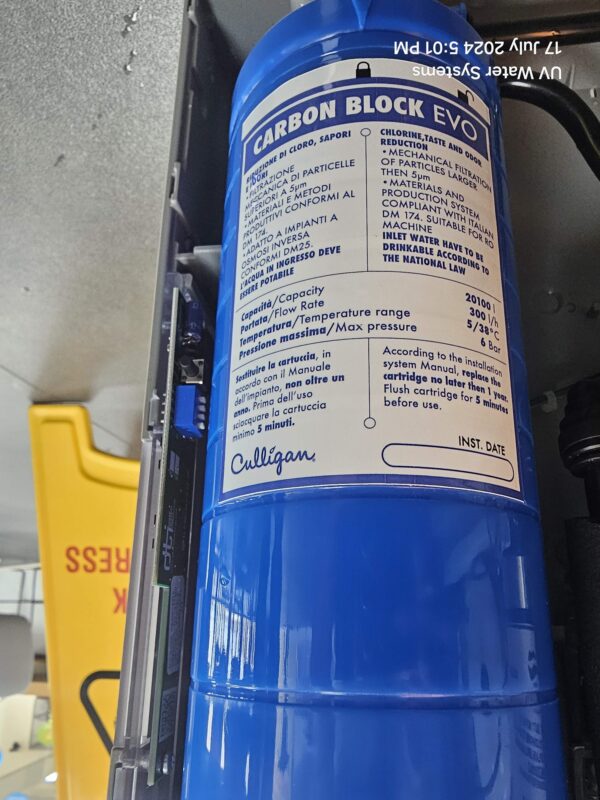 17 July 2024 5:01 PM
UV Water Systems
CARBON BLOCK EVO
RIDUZIONE DI CLORO, SAPORI
E ODORI
• FILTRAZIONE
MECCANICA DI PARTICELLE
SUPERIORI A 5µm
• MATERIALI E METODI
PRODUTTIVI CONFORMI AL
DM 174.
• ADATTO A IMPIANTI A
OSMOSI INVERSA
CONFORMI DM25.
L'ACQUA IN INGRESSO DEVE
ESSERE POTABILE
CHLORINE,TASTE AND ODOR
REDUCTION
• MECHANICAL FILTRATION
OF PARTICLES LARGER
THEN 5µm
• MATERIALS AND
PRODUCTION SYSTEM
COMPLIANT WITH ITALIAN
DM 174. SUITABLE FOR RO
MACHINE
INLET WATER HAVE TO BE
DRINKABLE ACCORDING TO
THE NATIONAL LAW
Capacità/Capacity 20100 l
Portata/Flow Rate 300 l/h
Temperatura/Temperature range 5/38°C
Pressione massima/Max pressure 6 Bar
Sostituire la cartuccia, in
accordo con il Manuale
dell'impianto, non oltre un
anno. Prima dell'uso
sciacquare la cartuccia
minimo 5 minuti.
According to the installation
system Manual, replace the
cartridge no later then 1 year.
Flush cartridge for 5 minutes
before use.
Culligan.
INST. DATE
RESS
K